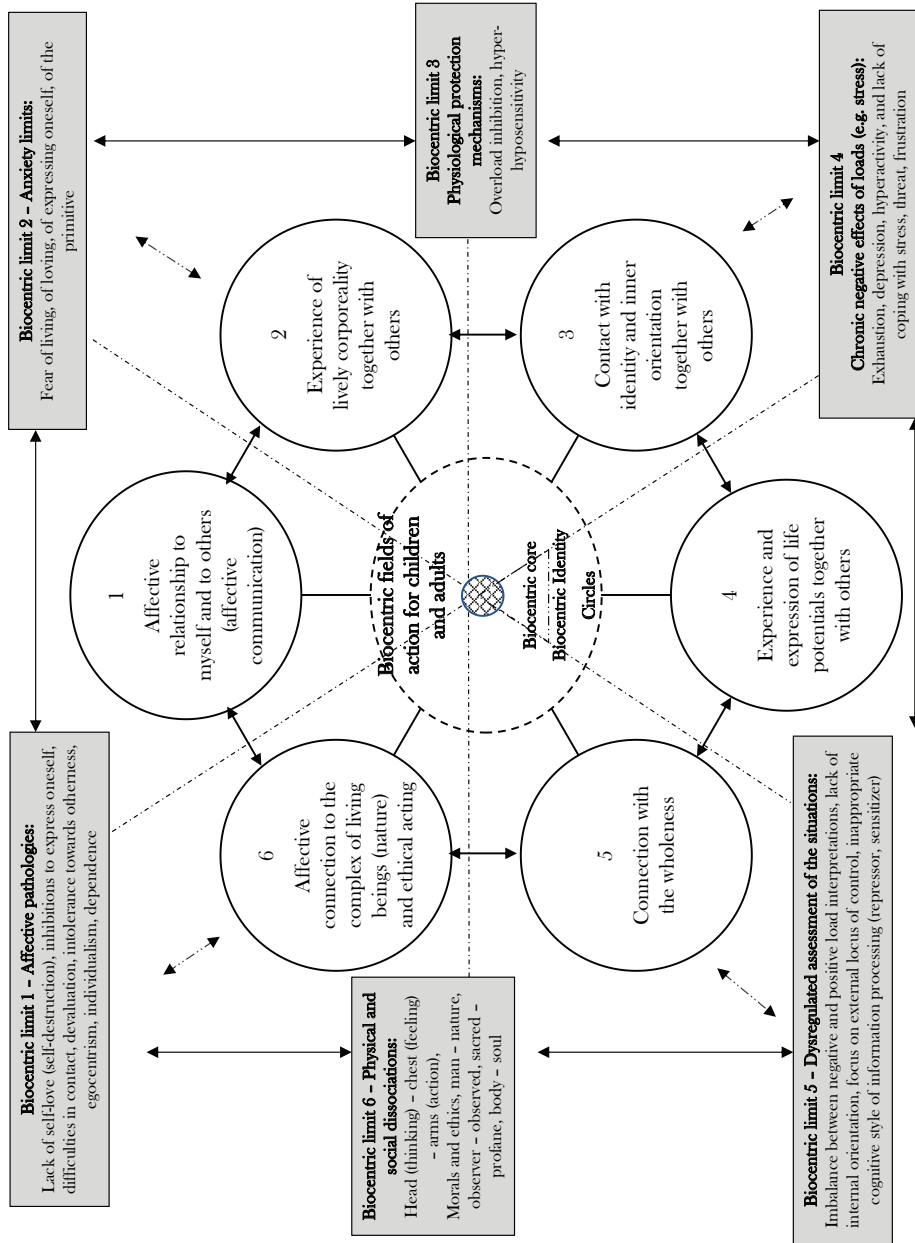 Biocentric limit 1 – Affective pathologies:
Lack of self-love (self-destruction), inhibitions to express oneself,
difficulties in contact, devaluation, intolerance towards otherness,
egocentrism, individualism, dependence
Biocentric limit 2 – Anxiety limits:
Fear of living, of loving, of expressing oneself, of the
primitive
1
Affective
relationship to
myself and to others
(affective
communication)
6
Affective
connection to the
complex of living
beings (nature)
and ethical acting
2
Experience of
lively corporeality
together with
others
Biocentric fields of
action for children
and adults
Biocentric limit 6 – Physical and
social dissociations:
Head (thinking) – chest (feeling)
– arms (action),
Morals and ethics, man – nature,
observer – observed, sacred –
profane, body – soul
Biocentric limit 3
Physiological protection
mechanisms:
Overload inhibition, hyper-
hyposensitivity
Biocentric core
Biocentric Identity
Circles
5
Connection with
the wholeness
3
Contact with
identity and inner
orientation
together with
others
4
Experience and
expression of life
potentials together
with others
Biocentric limit 5 – Dysregulated assessment of the situations:
Imbalance between negative and positive load interpretations, lack of
internal orientation, focus on external locus of control, inappropriate
cognitive style of information processing (repressor, sensitizer)
Biocentric limit 4
Chronic negative effects of loads (e.g. stress):
Exhaustion, depression, hyperactivity, and lack of
coping with stress, threat, frustration